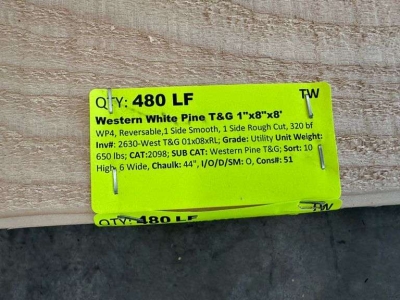 QTY: 480 LF TW
Western White Pine T&G 1"x8"x8'
WP4, Reversable,1 Side Smooth, 1 Side Rough Cut, 320 bf
Inv#: 2630-West T&G 01x08xRL; Grade: Utility Unit Weight:
650 lbs; CAT:2098; SUB CAT: Western Pine T&G; Sort: 10
High, 6 Wide, Chaulk: 44", I/O/D/SM: O, Cons#: 51
QTY: 480 LF TW